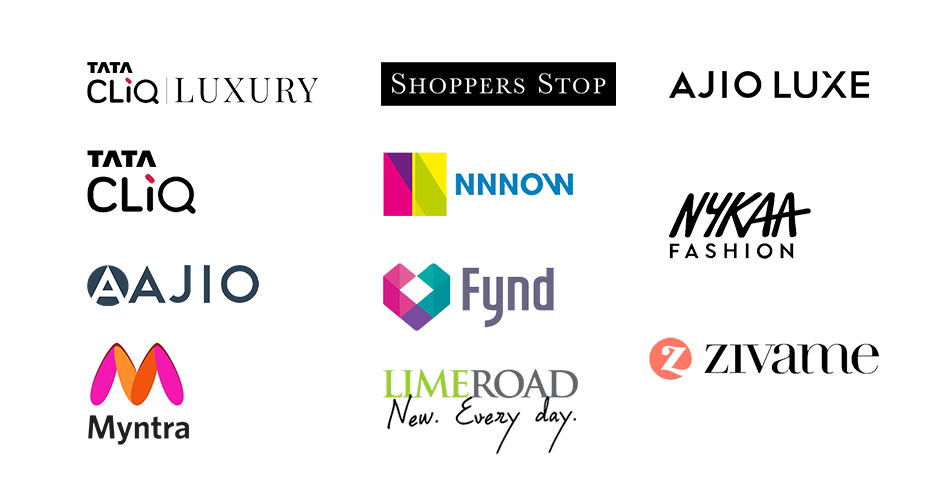 TATA
CLiQ | LUXURY
TATA
CLiQ
A AJIO
Myntra
SHOPPERS STOP
NNNOW
Fynd
LIMEROAD
New. Every day.
AJIO LUXE
NYKAA
FASHION
z zivame